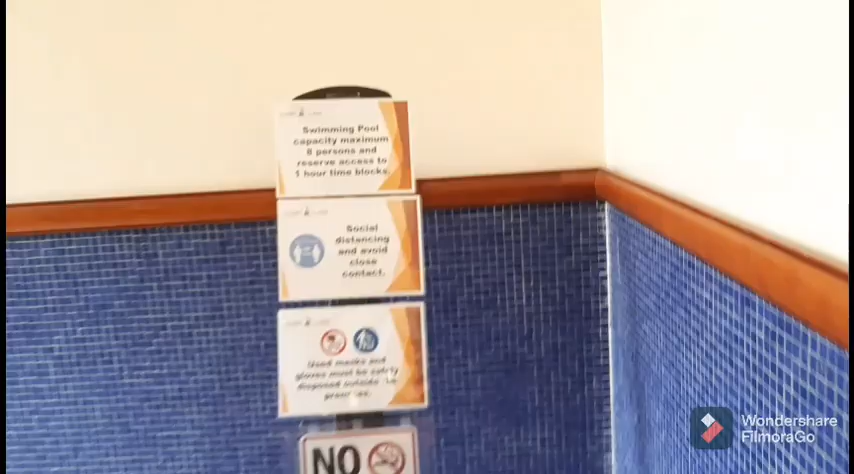 Swimming Pool
capacity maximum
8 persons and
reserve access to
1 hour time blocks.
Social
distancing
and avoid
close
contact.
Used masks and
gloves must be safely
disposed outside
NO
Wondershare
FilmoraGo